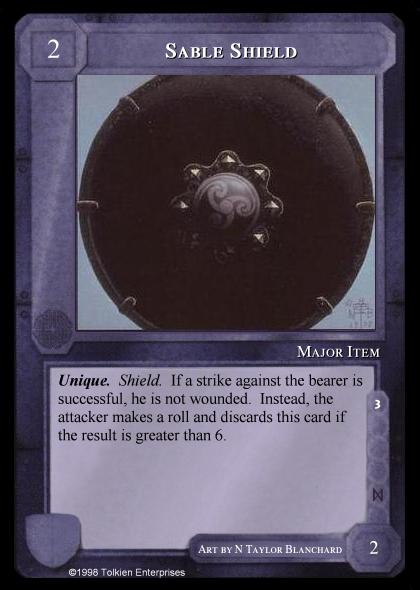 2
Sable Shield
Major Item
Unique. Shield. If a strike against the bearer is
successful, he is not wounded. Instead, the
attacker makes a roll and discards this card if
the result is greater than 6.
3
Art by N Taylor Blanchard
2
©1998 Tolkien Enterprises